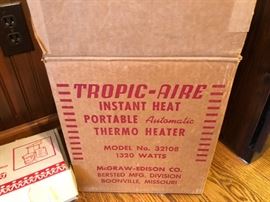 TROPIC-AIRE
INSTANT HEAT
PORTABLE Automatic
THERMO HEATER
MODEL No. 32108
1320 WATTS
McGRAW-EDISON CO.
BERSTED MFG. DIVISION
BOONVILLE, MISSOURI